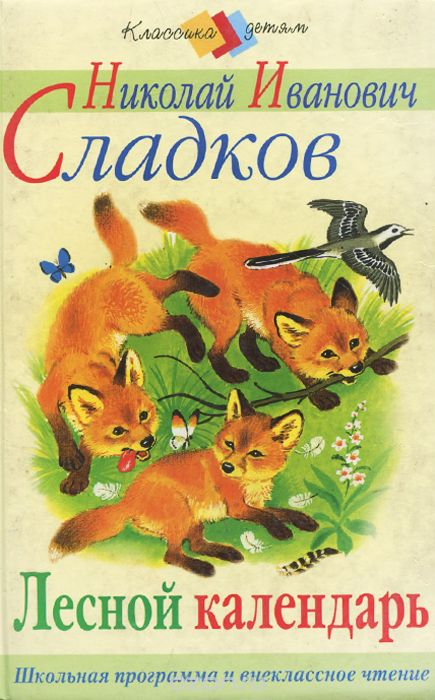 Классика детям
Николай Иванович
Сладков
Лесной календарь
Школьная программа и внеклассное чтение